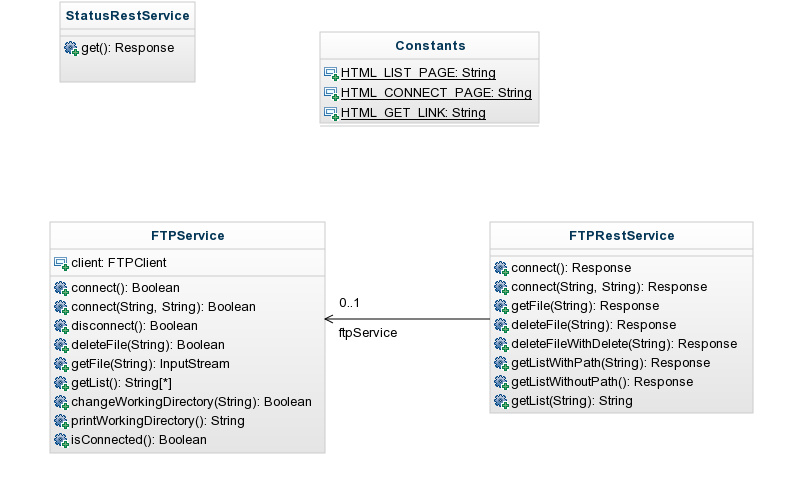 StatusRestService
get(): Response
Constants
HTML_LIST_PAGE: String
HTML_CONNECT_PAGE: String
HTML_GET_LINK: String
FTPService
client: FTPClient
connect(): Boolean
connect(String, String): Boolean
disconnect(): Boolean
deleteFile(String): Boolean
getFile(String): InputStream
getList(): String[*]
changeWorkingDirectory(String): Boolean
printWorkingDirectory(): String
isConnected(): Boolean
0..1
ftpService
FTPRestService
connect(): Response
connect(String, String): Response
getFile(String): Response
deleteFile(String): Response
deleteFileWithDelete(String): Response
getListWithPath(String): Response
getListWithoutPath(): Response
getList(String): String